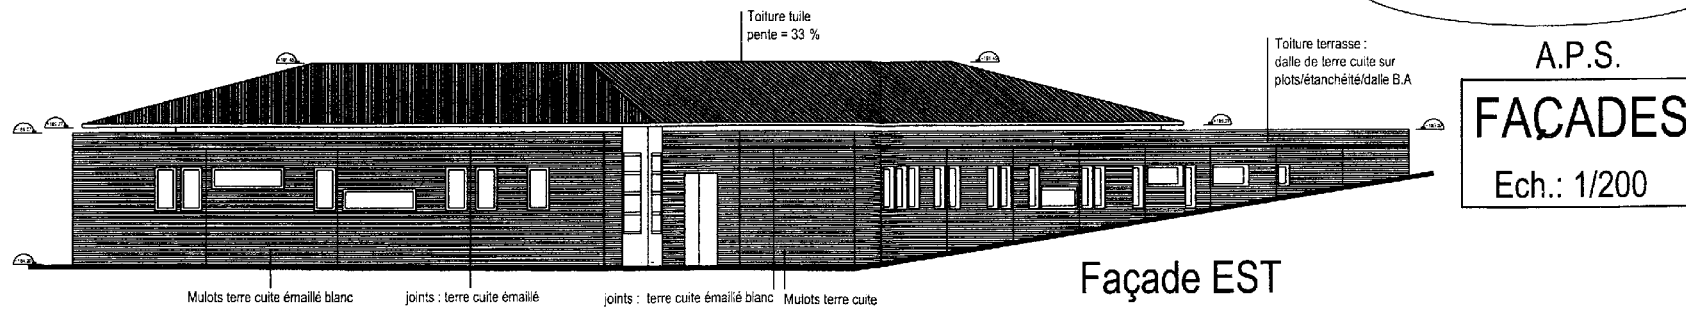 Toiture tuile
pente = 33 %
Toiture terrasse :
dalle de terre cuite sur
plots/étanchéité/dalle B.A
A.P.S.
FAÇADES
Ech.: 1/200
Façade EST
Mulots terre cuite émaillé blanc
joints : terre cuite émaillé
joints : terre cuite émaillé blanc
Mulots terre cuite